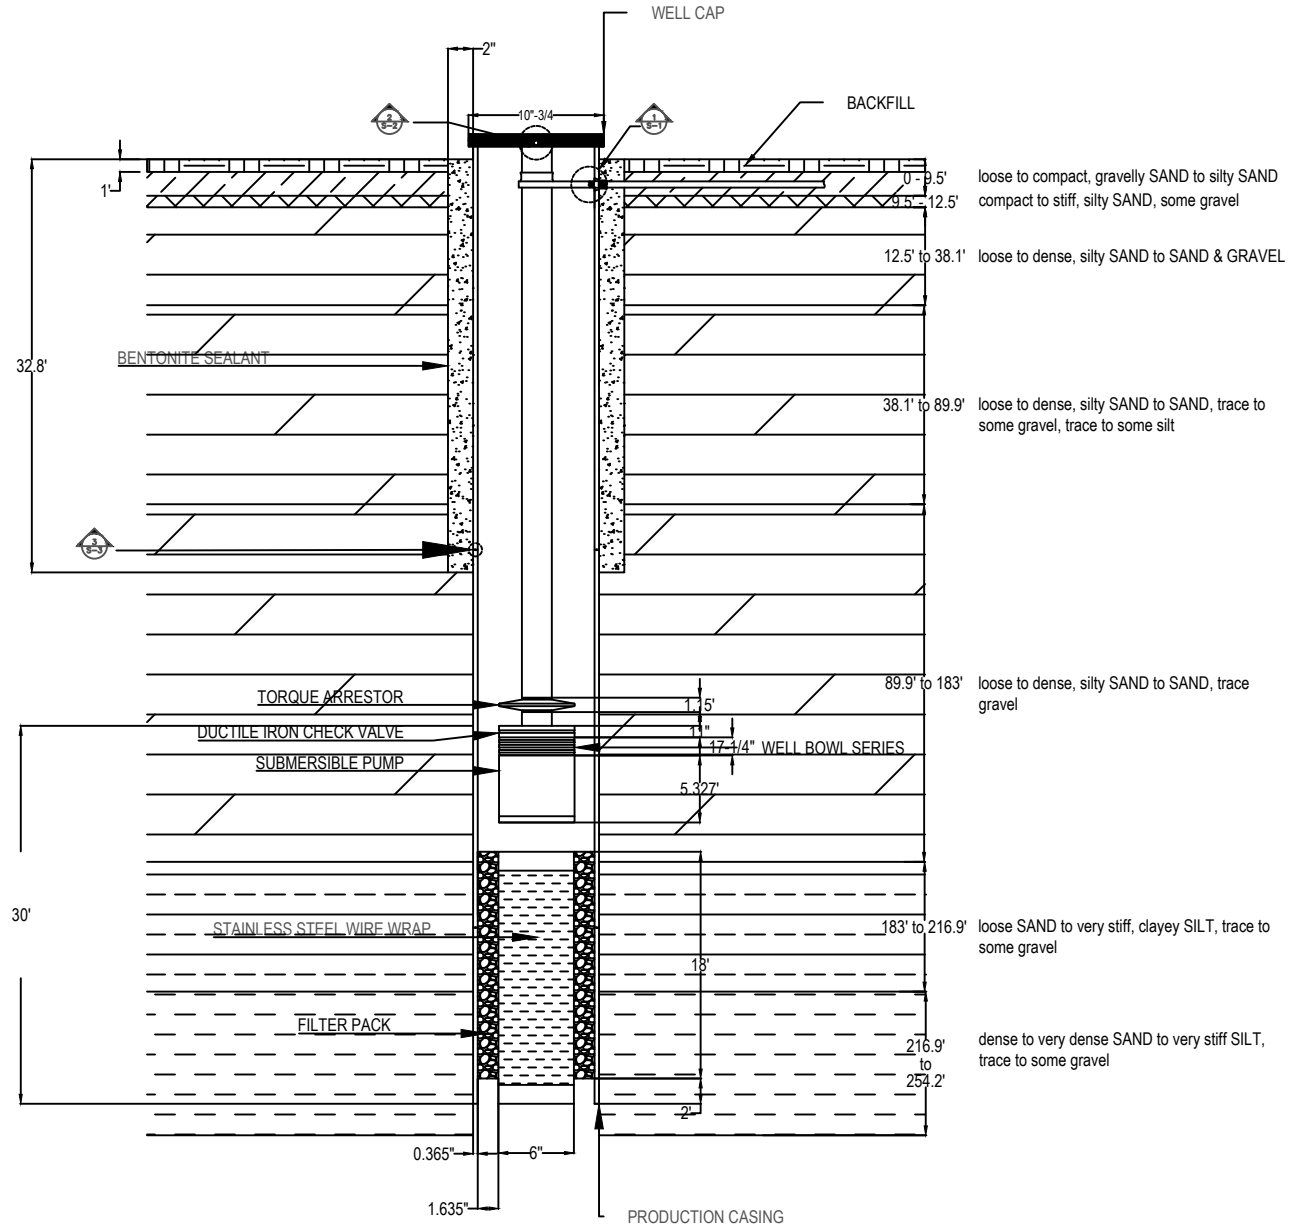 WELL CAP
2"
10"-3/4
2
S-2
1
S-1
BACKFILL
1'
0 - 9.5' loose to compact, gravelly SAND to silty SAND
9.5' - 12.5' compact to stiff, silty SAND, some gravel
12.5' to 38.1' loose to dense, silty SAND to SAND & GRAVEL
32.8'
BENTONITE SEALANT
38.1' to 89.9' loose to dense, silty SAND to SAND, trace to
some gravel, trace to some silt
3
S-3
89.9' to 183' loose to dense, silty SAND to SAND, trace
gravel
TORQUE ARRESTOR
1.15'
DUCTILE IRON CHECK VALVE
11"
17-1/4" WELL BOWL SERIES
SUBMERSIBLE PUMP
5.327'
30'
183' to 216.9' loose SAND to very stiff, clayey SILT, trace to
some gravel
STAINLESS STEEL WIRE WRAP
18'
FILTER PACK
216.9'
to
254.2'
dense to very dense SAND to very stiff SILT,
trace to some gravel
2'
0.365"
6"
1.635"
PRODUCTION CASING